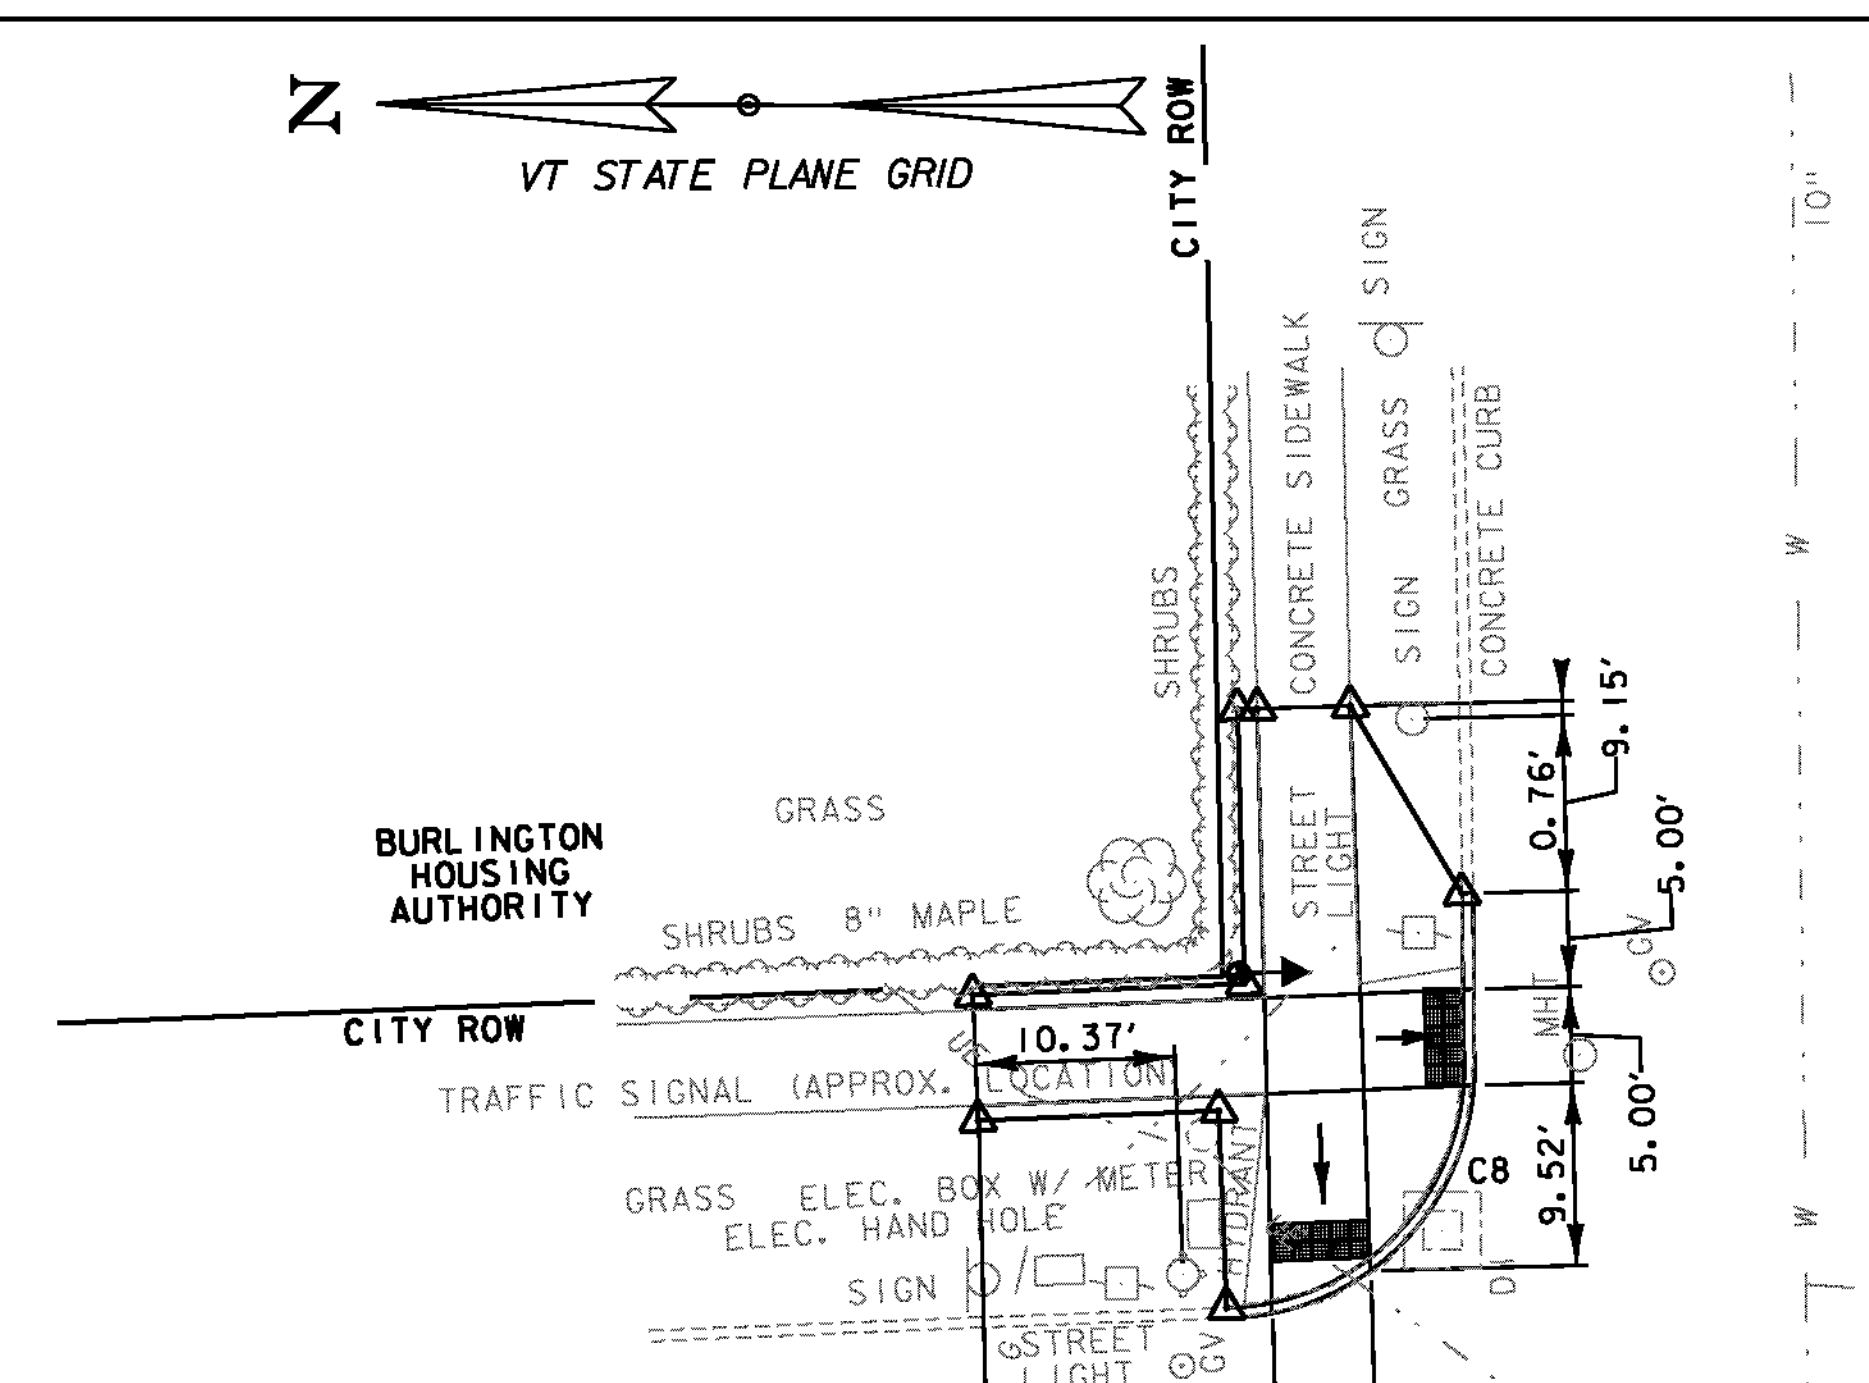 N
VT STATE PLANE GRID
CITY ROW
SIGN
10"
CONCRETE SIDEWALK
GRASS
CONCRETE CURB
SHRUBS
SIGN
W
9.15'
0.76'
5.00'
STREET
LIGHT
GRASS
BURLINGTON
HOUSING
AUTHORITY
SHRUBS 8" MAPLE
GV
MHT
CITY ROW
10.37'
TRAFFIC SIGNAL (APPROX. LOCATION)
5.00'
9.52'
C8
HYDRANT
GRASS ELEC. BOX W/ METER
ELEC. HAND HOLE
W
SIGN
DI
G
STREET
LIGHT
GV